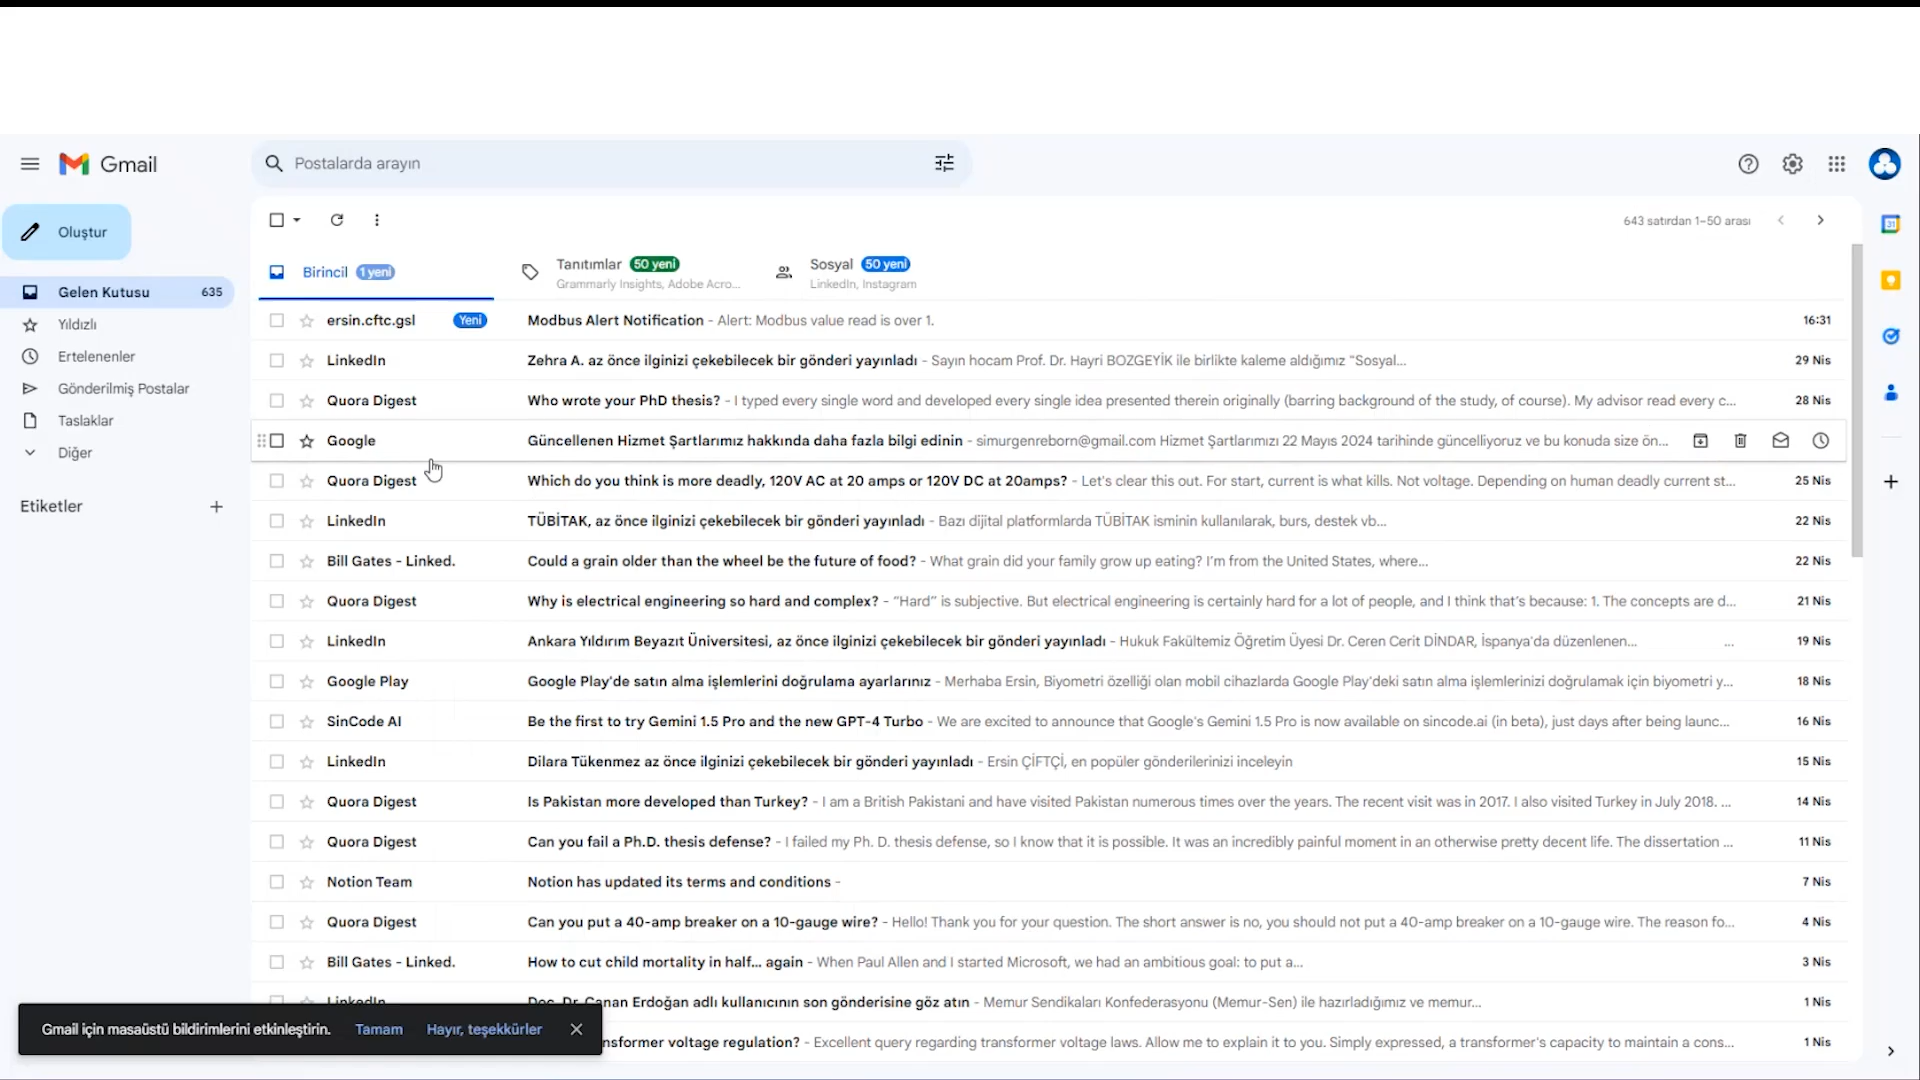 Gmail
Postalarda arayın
Oluştur
643 satırdan 1–50 arası
Birincil 1 yeni
Tanıtımlar 50 yeni
Grammarly Insights, Adobe Acro...
Sosyal 50 yeni
LinkedIn, Instagram
Gelen Kutusu 635
Yıldızlı
Ertelenenler
Gönderilmiş Postalar
Taslaklar
Diğer
Etiketler
ersin.cftc.gsl Yeni Modbus Alert Notification - Alert: Modbus value read is over 1. 16:31
LinkedIn Zehra A. az önce ilginizi çekebilecek bir gönderi yayınladı - Sayın hocam Prof. Dr. Hayri BOZGEYİK ile birlikte kaleme aldığımız "Sosyal... 29 Nis
Quora Digest Who wrote your PhD thesis? - I typed every single word and developed every single idea presented therein originally (barring background of the study, of course). My advisor read every c... 28 Nis
Google Güncellenen Hizmet Şartlarımız hakkında daha fazla bilgi edinin - simurgenreborn@gmail.com Hizmet Şartlarımızı 22 Mayıs 2024 tarihinde güncelliyoruz ve bu konuda size ön...
Quora Digest Which do you think is more deadly, 120V AC at 20 amps or 120V DC at 20amps? - Let's clear this out. For start, current is what kills. Not voltage. Depending on human deadly current st... 25 Nis
LinkedIn TÜBİTAK, az önce ilginizi çekebilecek bir gönderi yayınladı - Bazı dijital platformlarda TÜBİTAK isminin kullanılarak, burs, destek vb... 22 Nis
Bill Gates - Linked. Could a grain older than the wheel be the future of food? - What grain did your family grow up eating? I'm from the United States, where... 22 Nis
Quora Digest Why is electrical engineering so hard and complex? - "Hard" is subjective. But electrical engineering is certainly hard for a lot of people, and I think that's because: 1. The concepts are d... 21 Nis
LinkedIn Ankara Yıldırım Beyazıt Üniversitesi, az önce ilginizi çekebilecek bir gönderi yayınladı - Hukuk Fakültemiz Öğretim Üyesi Dr. Ceren Cerit DİNDAR, İspanya'da düzenlenen... ... 19 Nis
Google Play Google Play'de satın alma işlemlerini doğrulama ayarlarınız - Merhaba Ersin, Biyometri özelliği olan mobil cihazlarda Google Play'deki satın alma işlemlerinizi doğrulamak için biyometri y... 18 Nis
SinCode AI Be the first to try Gemini 1.5 Pro and the new GPT-4 Turbo - We are excited to announce that Google's Gemini 1.5 Pro is now available on sincode.ai (in beta), just days after being launc... 16 Nis
LinkedIn Dilara Tükenmez az önce ilginizi çekebilecek bir gönderi yayınladı - Ersin ÇİFTÇİ, en popüler gönderilerinizi inceleyin 15 Nis
Quora Digest Is Pakistan more developed than Turkey? - I am a British Pakistani and have visited Pakistan numerous times over the years. The recent visit was in 2017. I also visited Turkey in July 2018. ... 14 Nis
Quora Digest Can you fail a Ph.D. thesis defense? - I failed my Ph. D. thesis defense, so I know that it is possible. It was an incredibly painful moment in an otherwise pretty decent life. The dissertation ... 11 Nis
Notion Team Notion has updated its terms and conditions - 7 Nis
Quora Digest Can you put a 40-amp breaker on a 10-gauge wire? - Hello! Thank you for your question. The short answer is no, you should not put a 40-amp breaker on a 10-gauge wire. The reason fo... 4 Nis
Bill Gates - Linked. How to cut child mortality in half... again - When Paul Allen and I started Microsoft, we had an ambitious goal: to put a... 3 Nis
LinkedIn Doç. Dr. Canan Erdoğan adlı kullanıcının son gönderisine göz atın - Memur Sendikaları Konfederasyonu (Memur-Sen) ile hazırladığımız ve memur... 1 Nis
Gmail için masaüstü bildirimlerini etkinleştirin. Tamam Hayır, teşekkürler
nsformer voltage regulation? - Excellent query regarding transformer voltage laws. Allow me to explain it to you. Simply expressed, a transformer's capacity to maintain a cons... 1 Nis
31